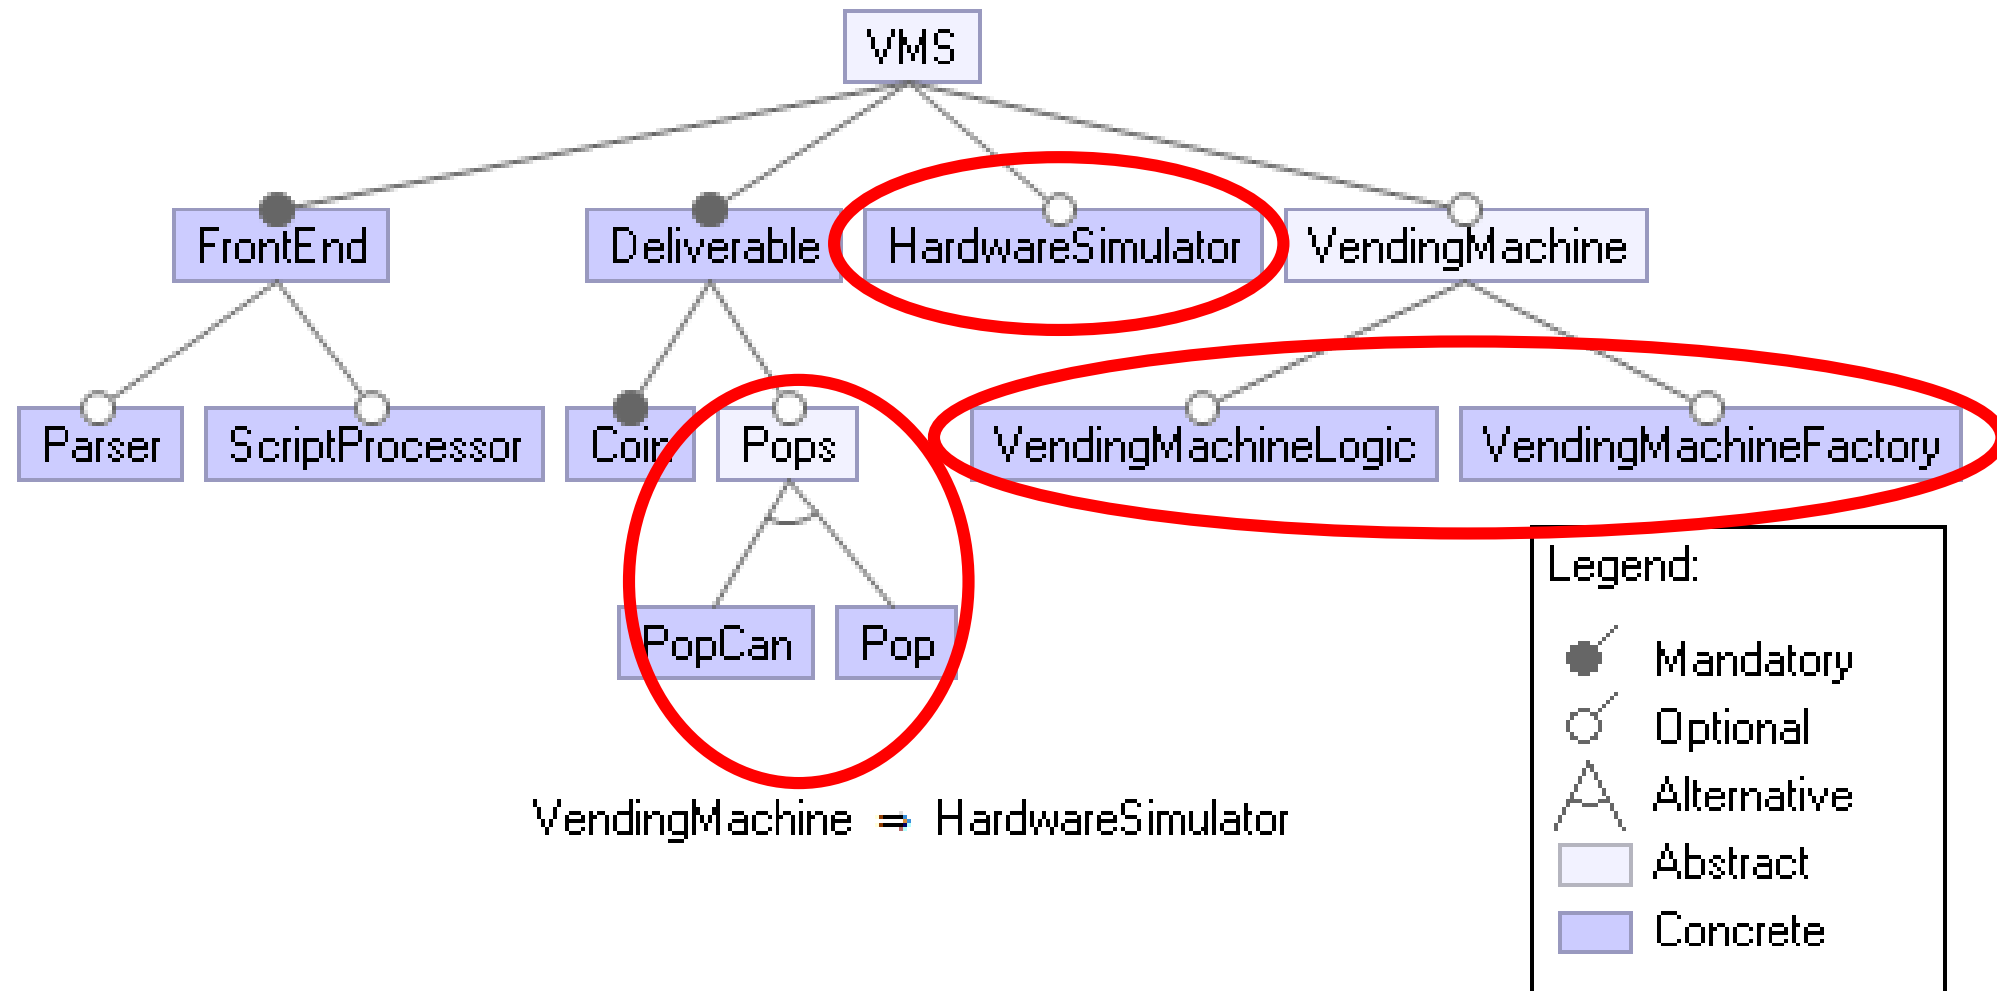 VMS
FrontEnd
Deliverable
HardwareSimulator
VendingMachine
Parser
ScriptProcessor
Coin
Pops
VendingMachineLogic
VendingMachineFactory
PopCan
Pop
VendingMachine ⇒ HardwareSimulator
Legend:
Mandatory
Optional
Alternative
Abstract
Concrete